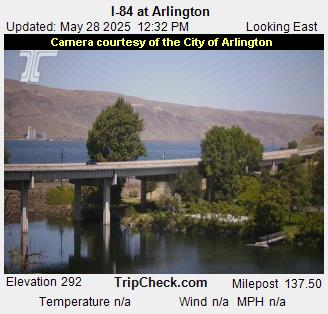 I-84 at Arlington
Updated: May 28 2025 12:32 PM Looking East
Camera courtesy of the City of Arlington
Elevation 292 TripCheck.com Milepost 137.50
Temperature n/a Wind n/a MPH n/a